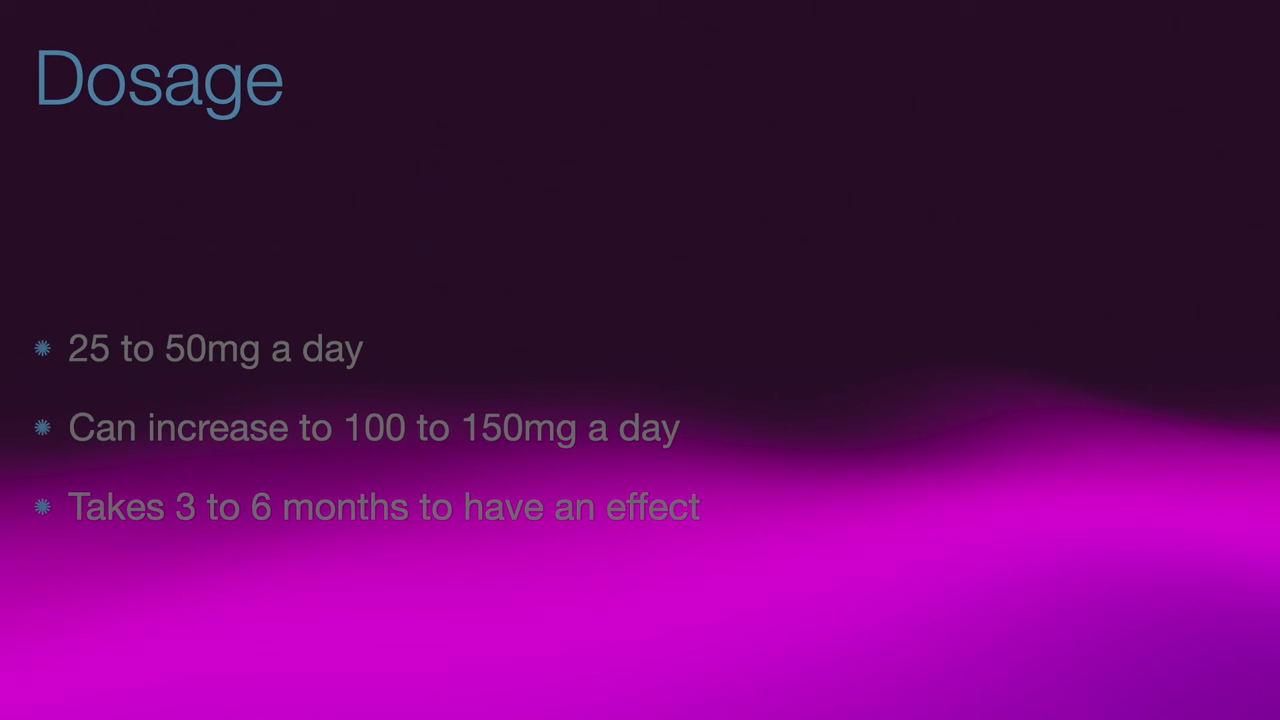 Dosage
25 to 50mg a day
Can increase to 100 to 150mg a day
Takes 3 to 6 months to have an effect